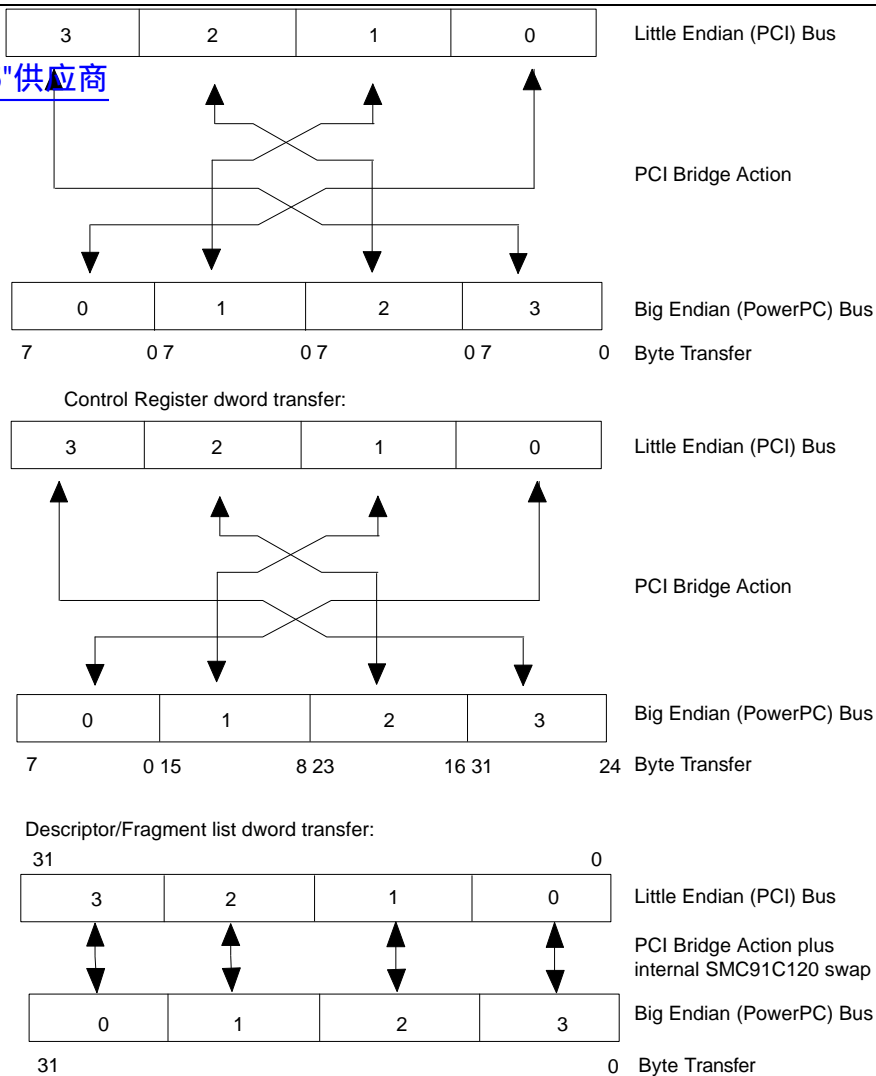 3 2 1 0 Little Endian (PCI) Bus
"供应商
PCI Bridge Action
0 1 2 3 Big Endian (PowerPC) Bus
7 0 7 0 7 0 7 0 Byte Transfer
Control Register dword transfer:
3 2 1 0 Little Endian (PCI) Bus
PCI Bridge Action
0 1 2 3 Big Endian (PowerPC) Bus
7 0 15 8 23 16 31 24 Byte Transfer
Descriptor/Fragment list dword transfer:
31 0
3 2 1 0 Little Endian (PCI) Bus
PCI Bridge Action plus
internal SMC91C120 swap
0 1 2 3 Big Endian (PowerPC) Bus
31 0 Byte Transfer